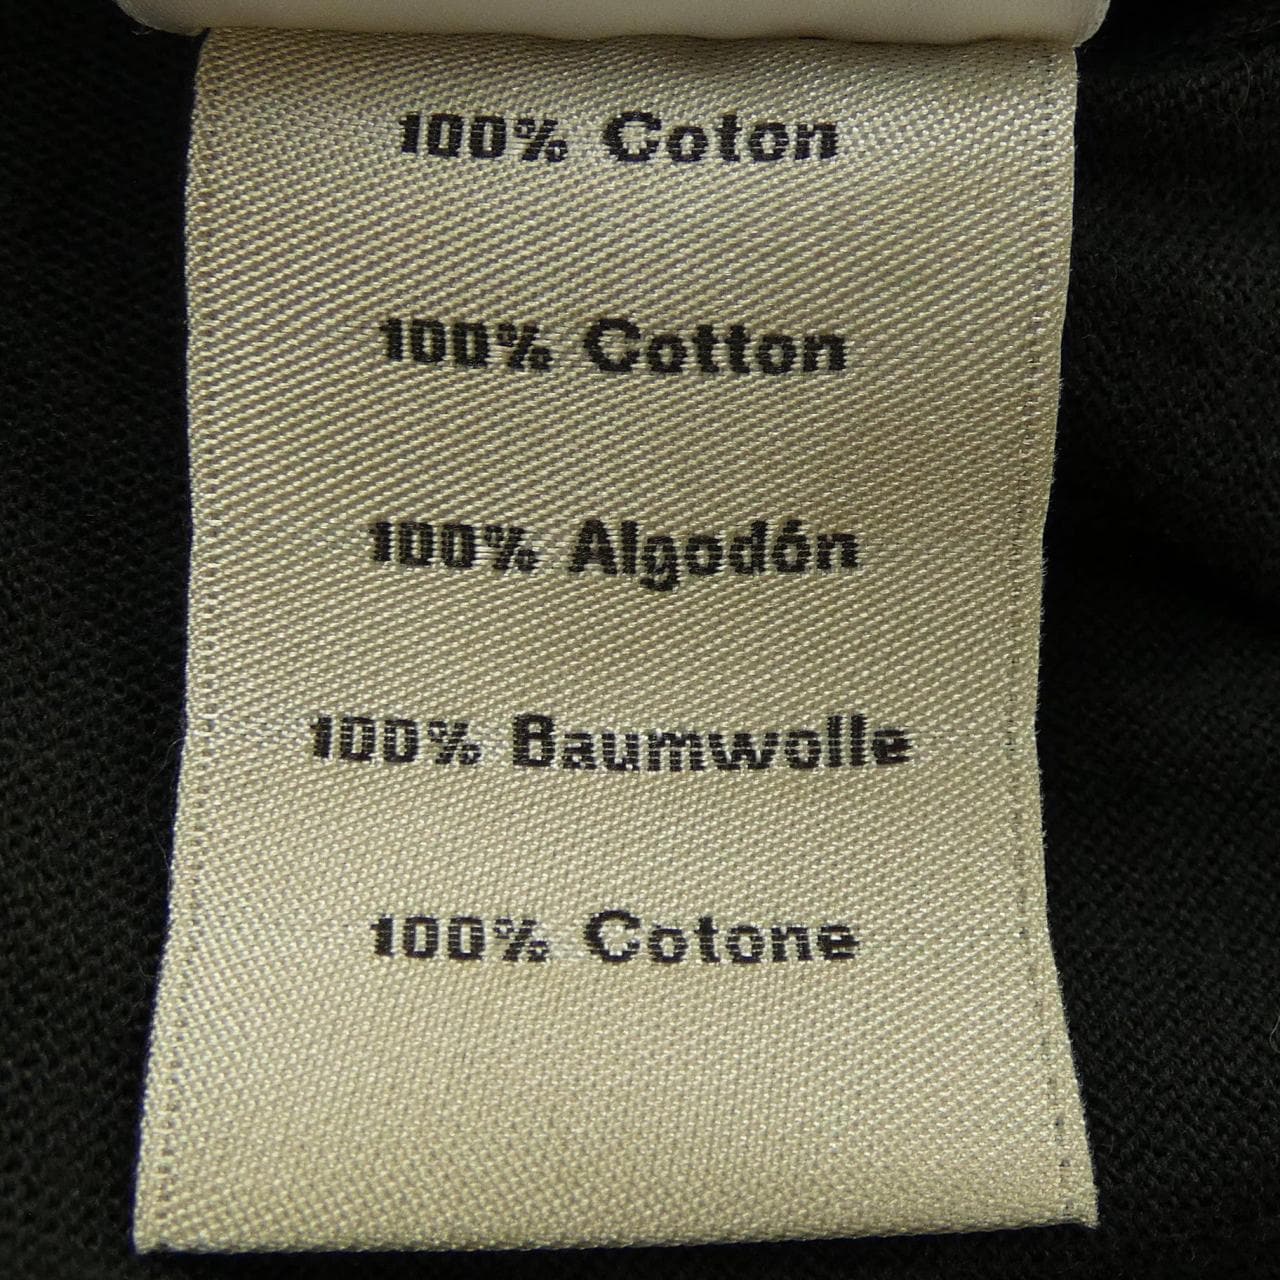 100% Coton
100% Cotton
100% Algodón
100% Baumwolle
100% Cotone